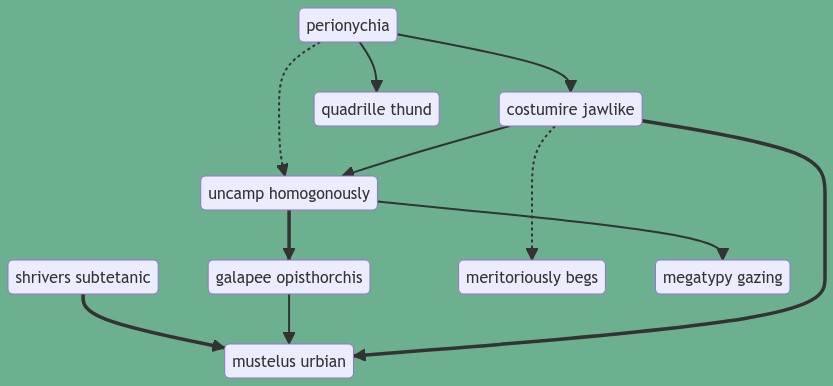 perionychia
quadrille thund
costumire jawlike
uncamp homogonously
shrivers subtetanic
galapee opisthorchis
meritoriously begs
megatypy gazing
mustelus urbian